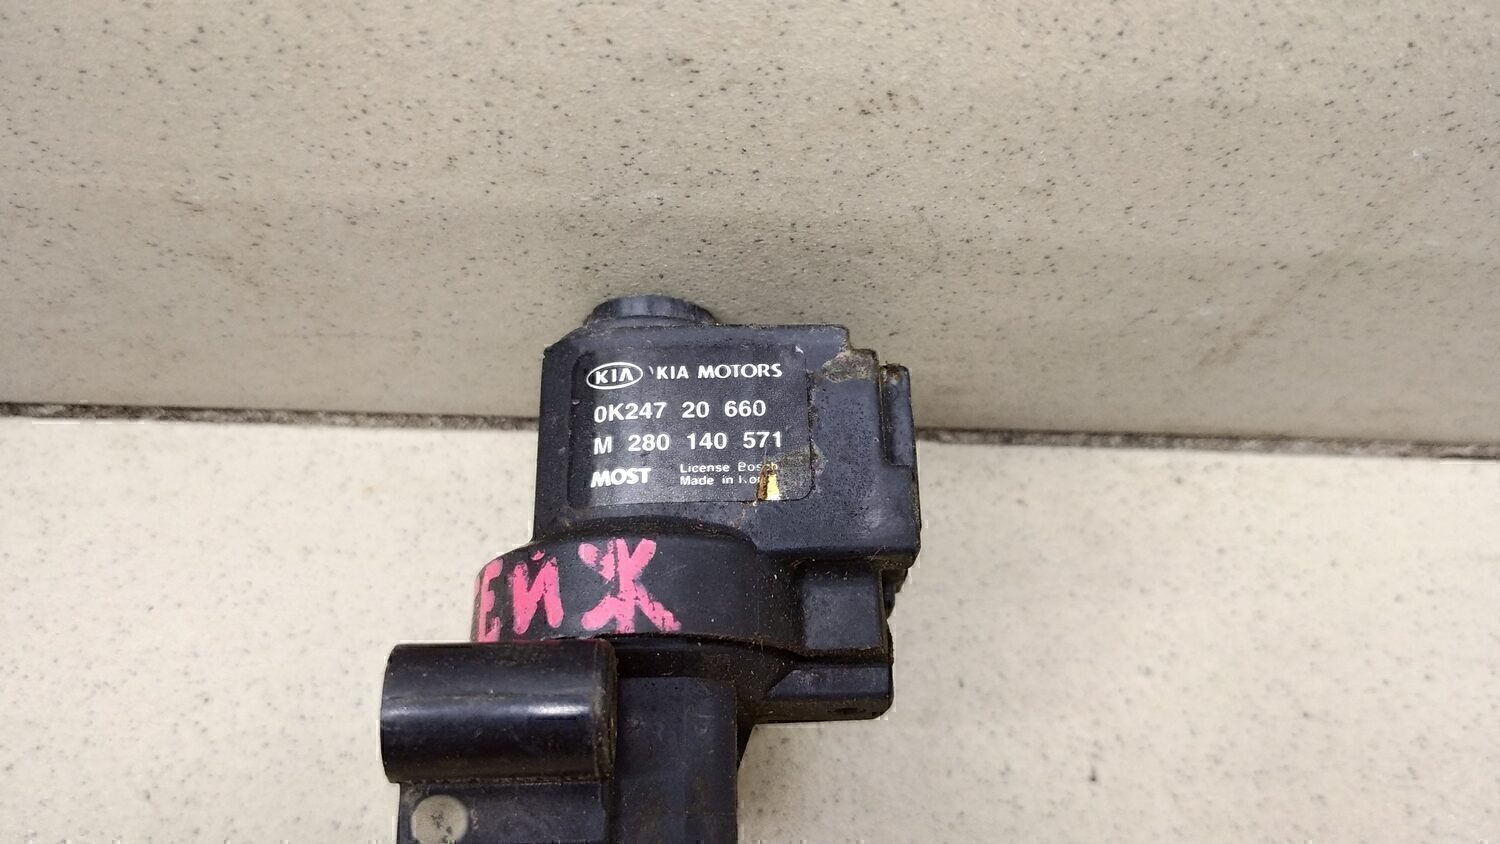 KIA KIA MOTORS
0K247 20 660
M 280 140 571
MOST License Bosch
Made in
ЕЙЖ